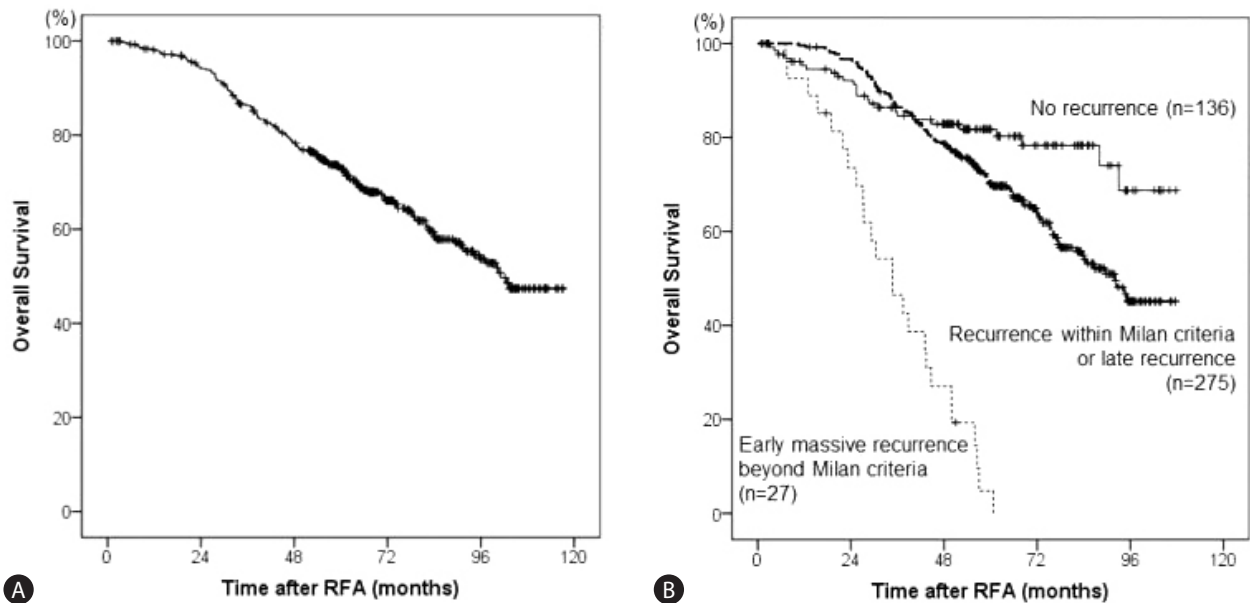 (%)
100
80
60
40
20
0
Overall Survival
0 24 48 72 96 120
Time after RFA (months)
A
(%)
100
80
60
40
20
0
Overall Survival
No recurrence (n=136)
Recurrence within Milan criteria
or late recurrence
(n=275)
Early massive recurrence
beyond Milan criteria
(n=27)
0 24 48 72 96 120
Time after RFA (months)
B